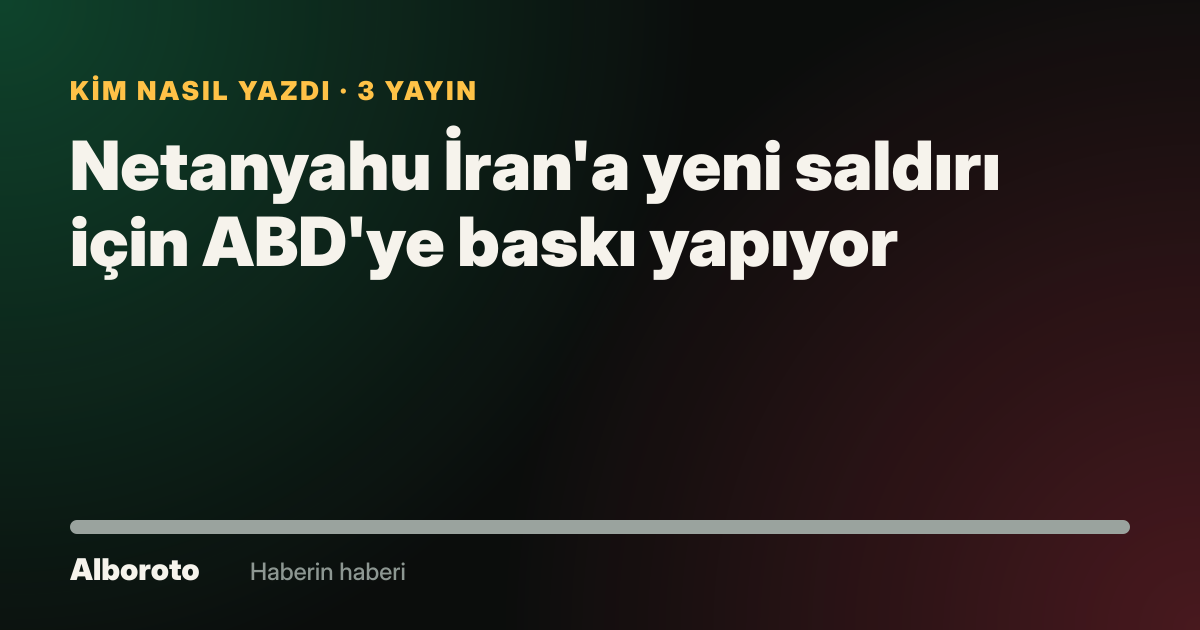 KİM NASIL YAZDI · 3 YAYIN
Netanyahu İran'a yeni saldırı
için ABD'ye baskı yapıyor
Alboroto
Haberin haberi